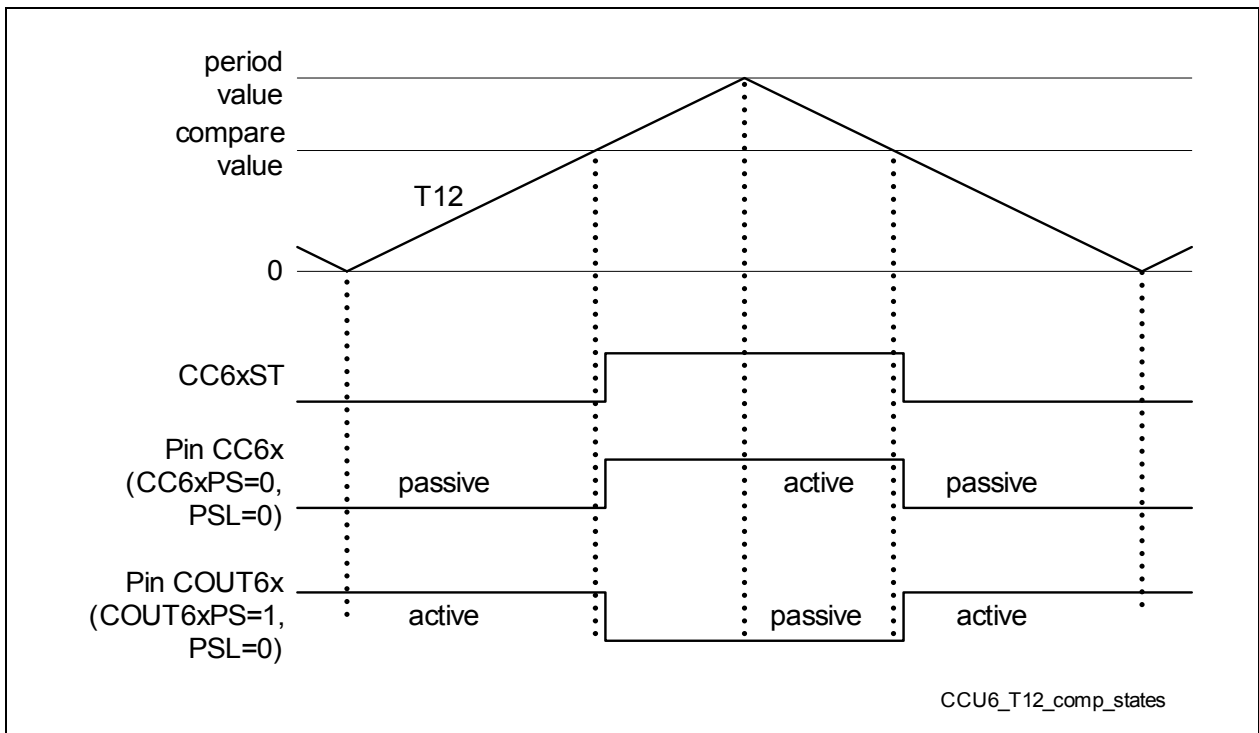 period
value
compare
value
T12
0
CC6xST
Pin CC6x
(CC6xPS=0,
PSL=0)
passive
active
passive
Pin COUT6x
(COUT6xPS=1,
PSL=0)
active
passive
active
CCU6_T12_comp_states